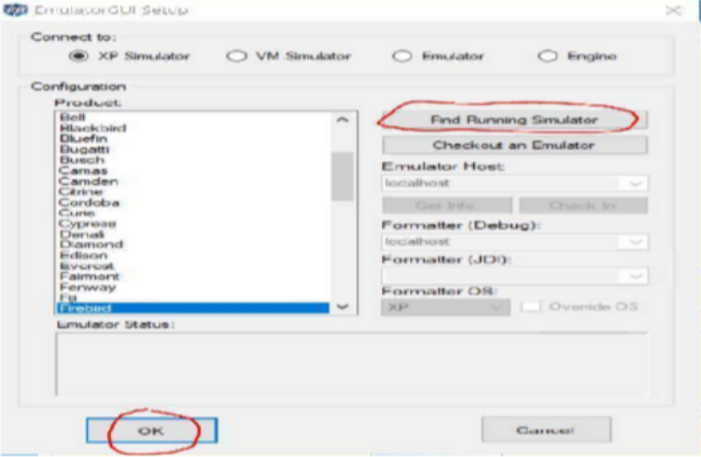 EmulatorGUI Setup
Connect to:
XP Simulator VM Simulator Emulator Engine
Configuration
Product:
Bell
Blackbird
Bluefin
Bugatti
Busch
Camas
Camden
Citrine
Cordoba
Curie
Cypress
Denali
Diamond
Edison
Everest
Fairmont
Fenway
Fiji
Firebird
Find Running Simulator
Checkout an Emulator
Emulator Host:
localhost
Get Info Check In
Formatter (Debug):
localhost
Formatter (JDI):
Formatter OS:
XP Override OS
Emulator Status:
OK Cancel